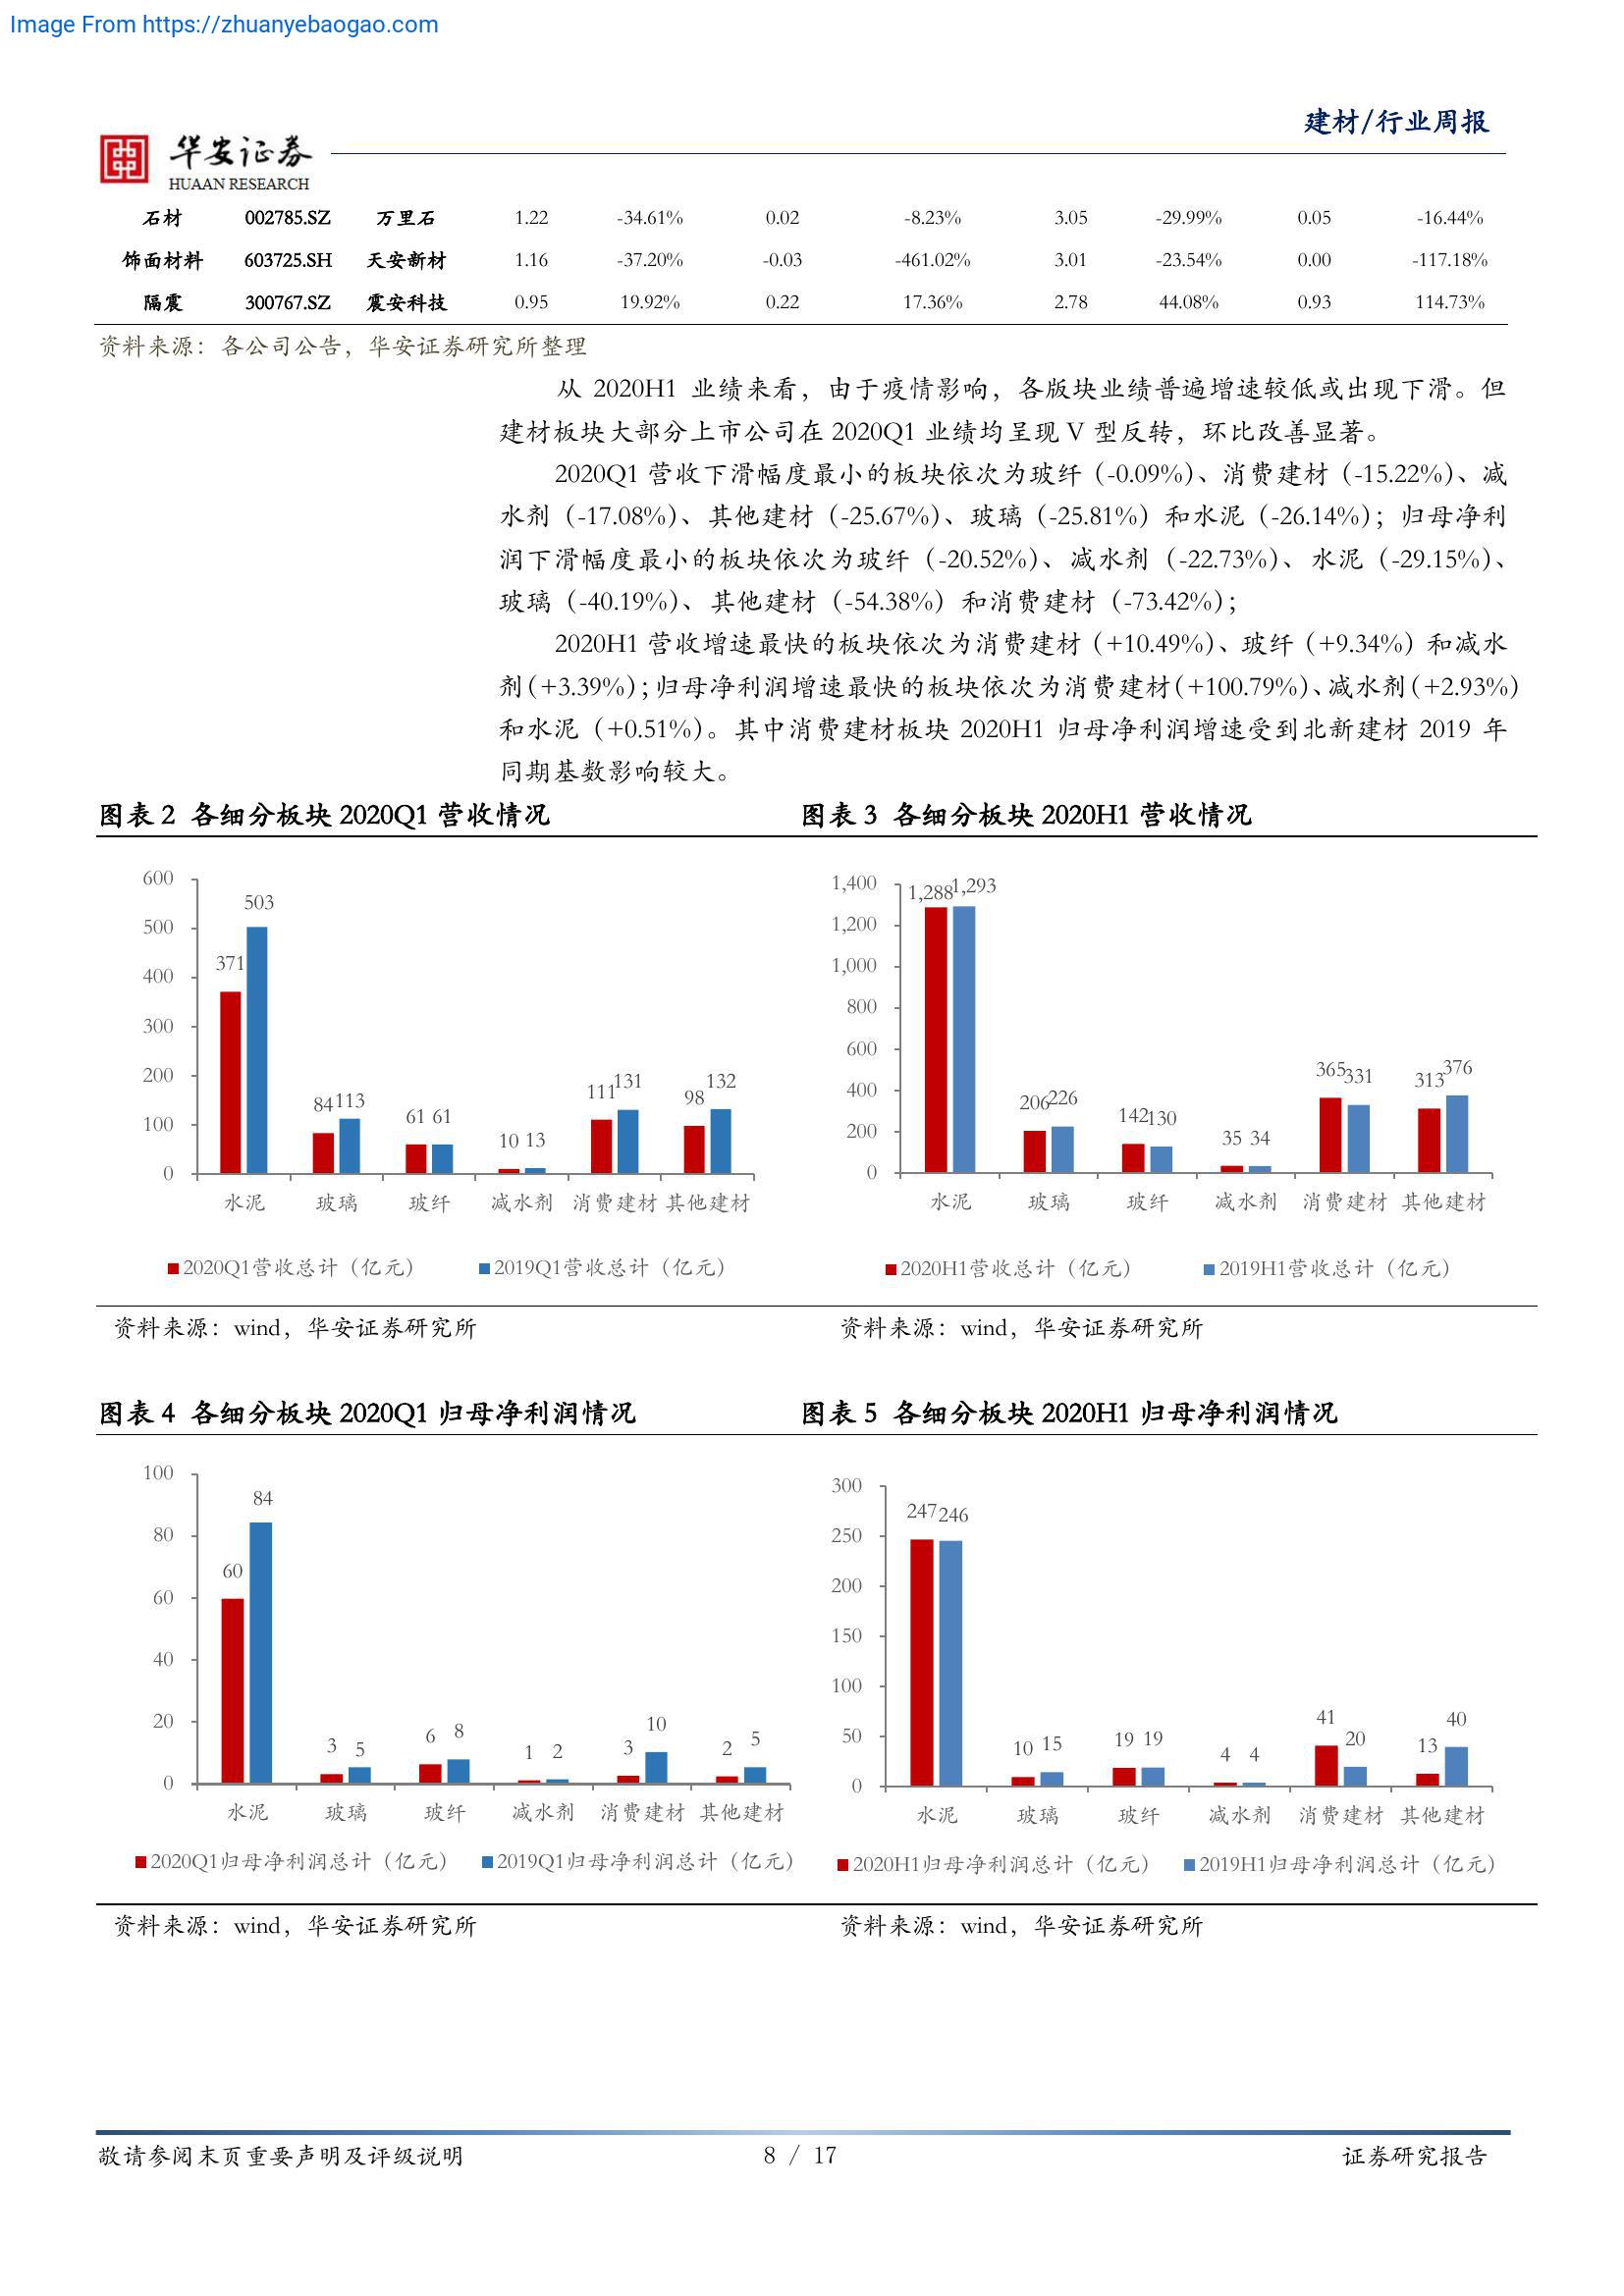 Image From https://zhuanyebaogao.com
建材/行业周报
华安证券
HUAAN RESEARCH
石材 002785.SZ 万里石 1.22 -34.61% 0.02 -8.23% 3.05 -29.99% 0.05 -16.44%
饰面材料 603725.SH 天安新材 1.16 -37.20% -0.03 -461.02% 3.01 -23.54% 0.00 -117.18%
隔震 300767.SZ 震安科技 0.95 19.92% 0.22 17.36% 2.78 44.08% 0.93 114.73%
资料来源：各公司公告，华安证券研究所整理
从 2020H1 业绩来看，由于疫情影响，各版块业绩普遍增速较低或出现下滑。但
建材板块大部分上市公司在 2020Q1 业绩均呈现 V 型反转，环比改善显著。
2020Q1 营收下滑幅度最小的板块依次为玻纤（-0.09%）、消费建材（-15.22%）、减
水剂（-17.08%）、其他建材（-25.67%）、玻璃（-25.81%）和水泥（-26.14%）；归母净利
润下滑幅度最小的板块依次为玻纤（-20.52%）、减水剂（-22.73%）、水泥（-29.15%）、
玻璃（-40.19%）、其他建材（-54.38%）和消费建材（-73.42%）；
2020H1 营收增速最快的板块依次为消费建材（+10.49%）、玻纤（+9.34%）和减水
剂（+3.39%）；归母净利润增速最快的板块依次为消费建材（+100.79%）、减水剂（+2.93%）
和水泥（+0.51%）。其中消费建材板块 2020H1 归母净利润增速受到北新建材 2019 年
同期基数影响较大。
图表 2 各细分板块 2020Q1 营收情况
600
500
400
300
200
100
0
371 503
84 113
61 61
10 13
111 131
98 132
水泥 玻璃 玻纤 减水剂 消费建材 其他建材
2020Q1营收总计（亿元） 2019Q1营收总计（亿元）
资料来源：wind，华安证券研究所
图表 3 各细分板块 2020H1 营收情况
1,400
1,200
1,000
800
600
400
200
0
1,288 1,293
206 226
142 130
35 34
365 331
313 376
水泥 玻璃 玻纤 减水剂 消费建材 其他建材
2020H1营收总计（亿元） 2019H1营收总计（亿元）
资料来源：wind，华安证券研究所
图表 4 各细分板块 2020Q1 归母净利润情况
100
80
60
40
20
0
60 84
3 5
6 8
1 2
3 10
2 5
水泥 玻璃 玻纤 减水剂 消费建材 其他建材
2020Q1归母净利润总计（亿元） 2019Q1归母净利润总计（亿元）
资料来源：wind，华安证券研究所
图表 5 各细分板块 2020H1 归母净利润情况
300
250
200
150
100
50
0
247 246
10 15
19 19
4 4
41 20
13 40
水泥 玻璃 玻纤 减水剂 消费建材 其他建材
2020H1归母净利润总计（亿元） 2019H1归母净利润总计（亿元）
资料来源：wind，华安证券研究所
敬请参阅末页重要声明及评级说明 8 / 17 证券研究报告